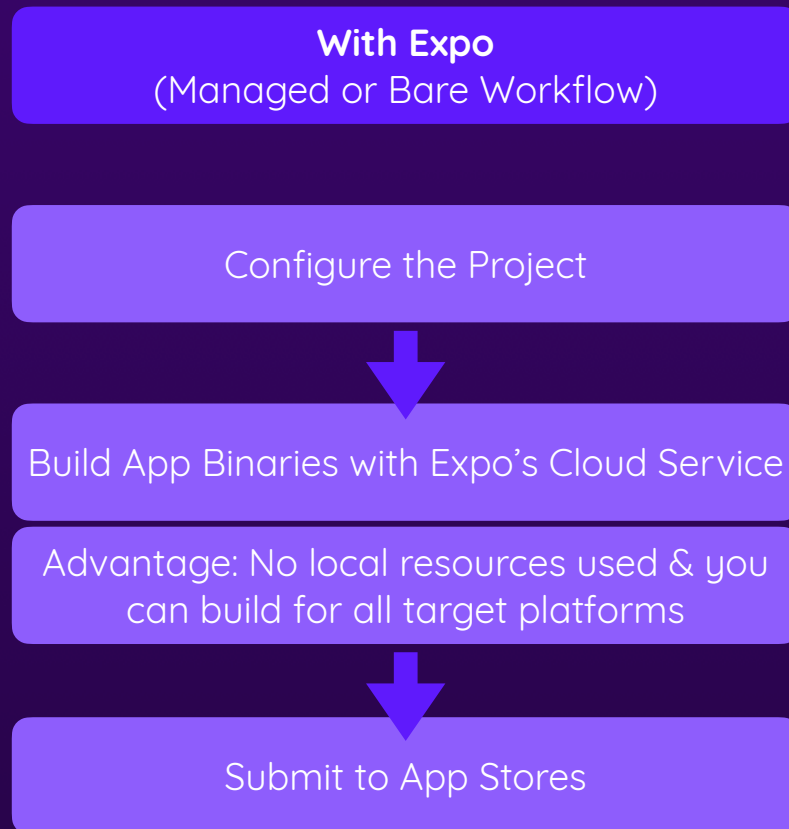 With Expo
(Managed or Bare Workflow)
Configure the Project
Build App Binaries with Expo’s Cloud Service
Advantage: No local resources used & you
can build for all target platforms
Submit to App Stores